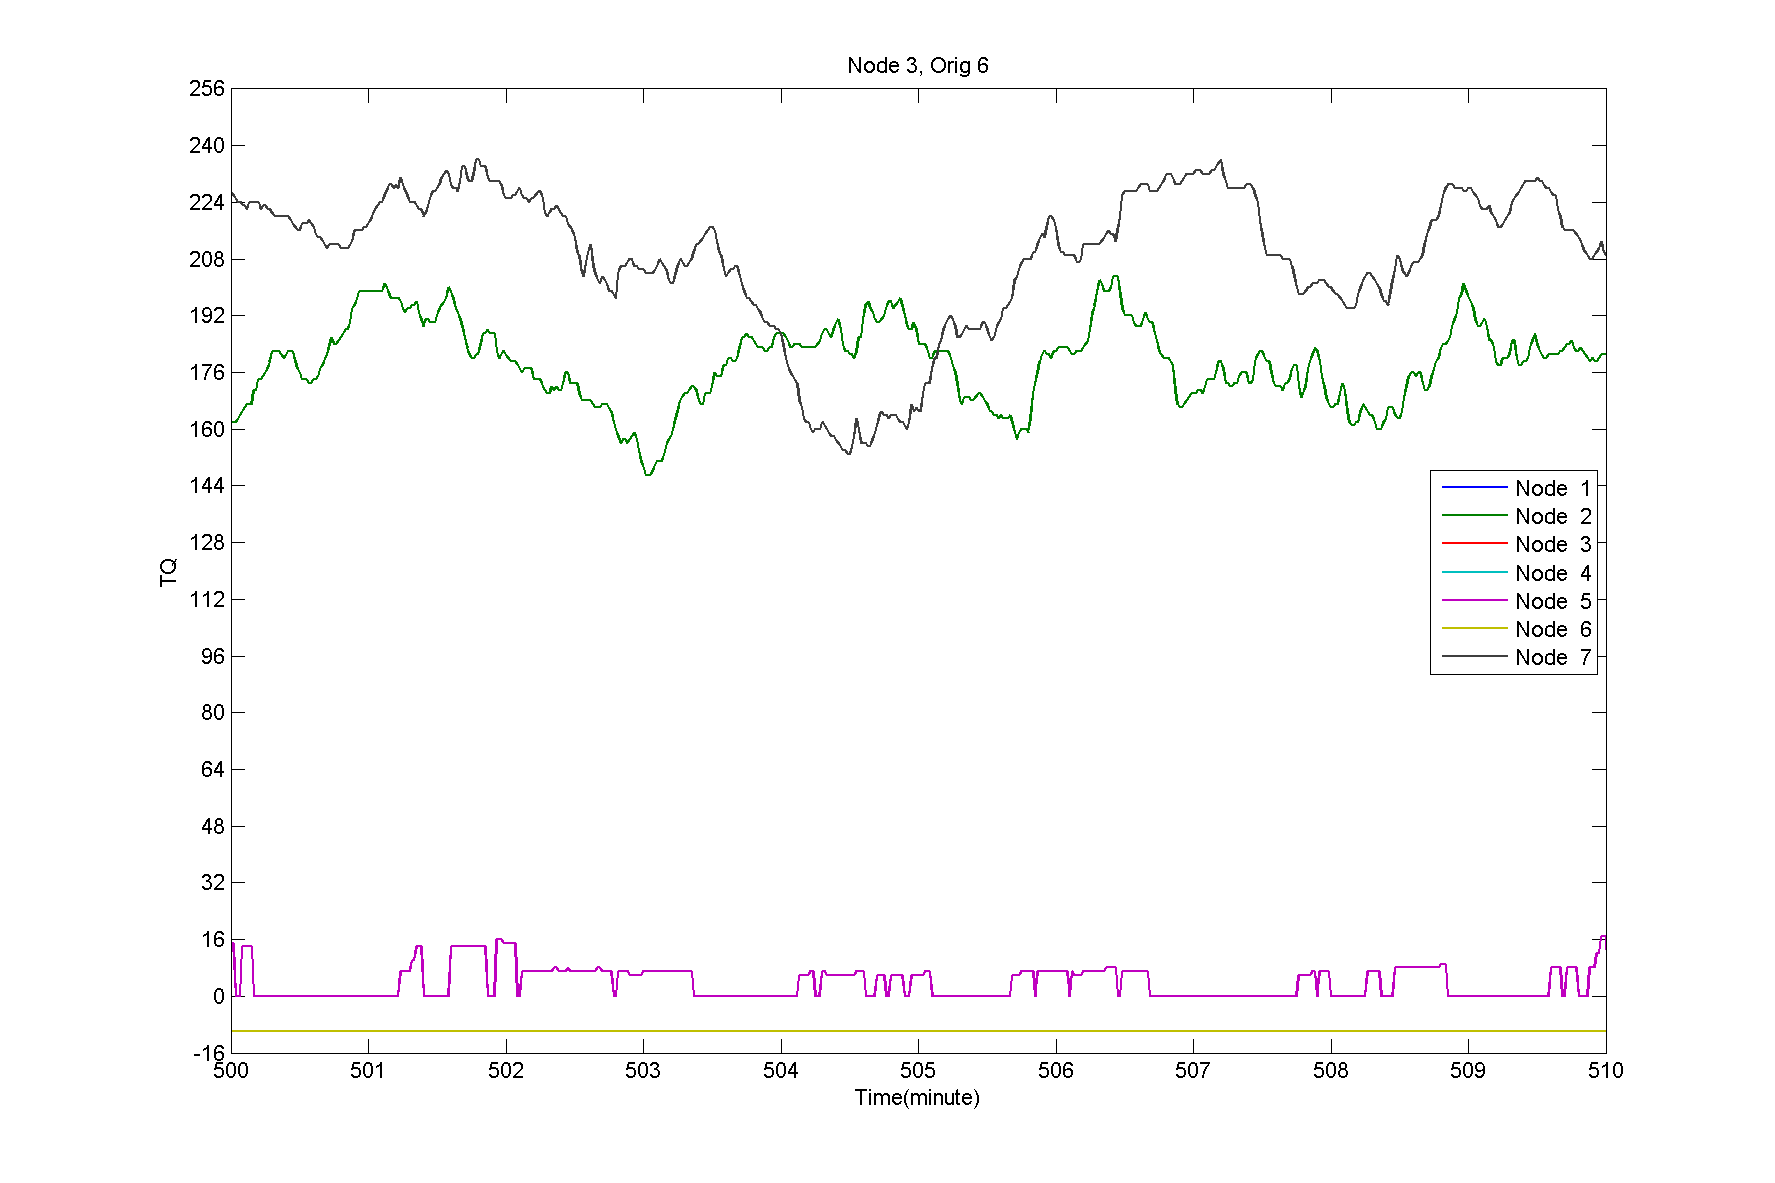 Node 3, Orig 6
256
240
224
208
192
176
160
144
128
112
96
80
64
48
32
16
0
-16
TQ
Node 1
Node 2
Node 3
Node 4
Node 5
Node 6
Node 7
500 501 502 503 504 505 506 507 508 509 510
Time(minute)